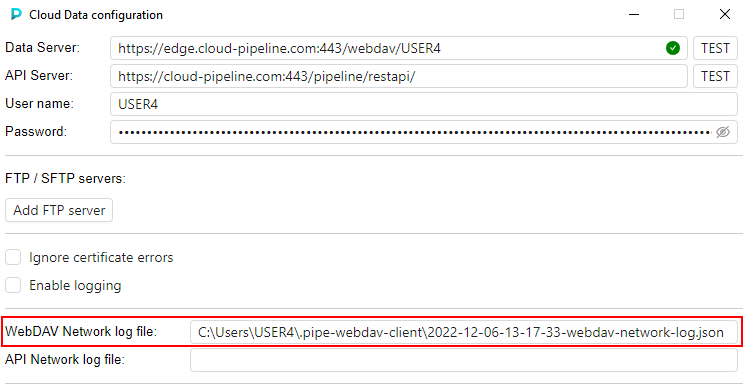 Cloud Data configuration
Data Server: https://edge.cloud-pipeline.com:443/webdav/USER4 TEST
API Server: https://cloud-pipeline.com:443/pipeline/restapi/ TEST
User name: USER4
Password: ••••••••••••••••••••••••••••••••••••••••••••••••••••••••••••••••••••••••••••••••••••••••
FTP / SFTP servers:
Add FTP server
Ignore certificate errors
Enable logging
WebDAV Network log file: C:\Users\USER4\.pipe-webdav-client\2022-12-06-13-17-33-webdav-network-log.json
API Network log file: